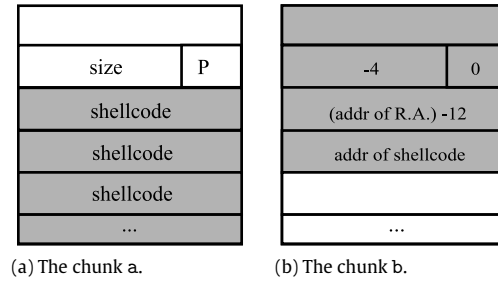 size P
shellcode
shellcode
shellcode
...
(a) The chunk a.
-4 0
(addr of R.A.) -12
addr of shellcode
...
(b) The chunk b.